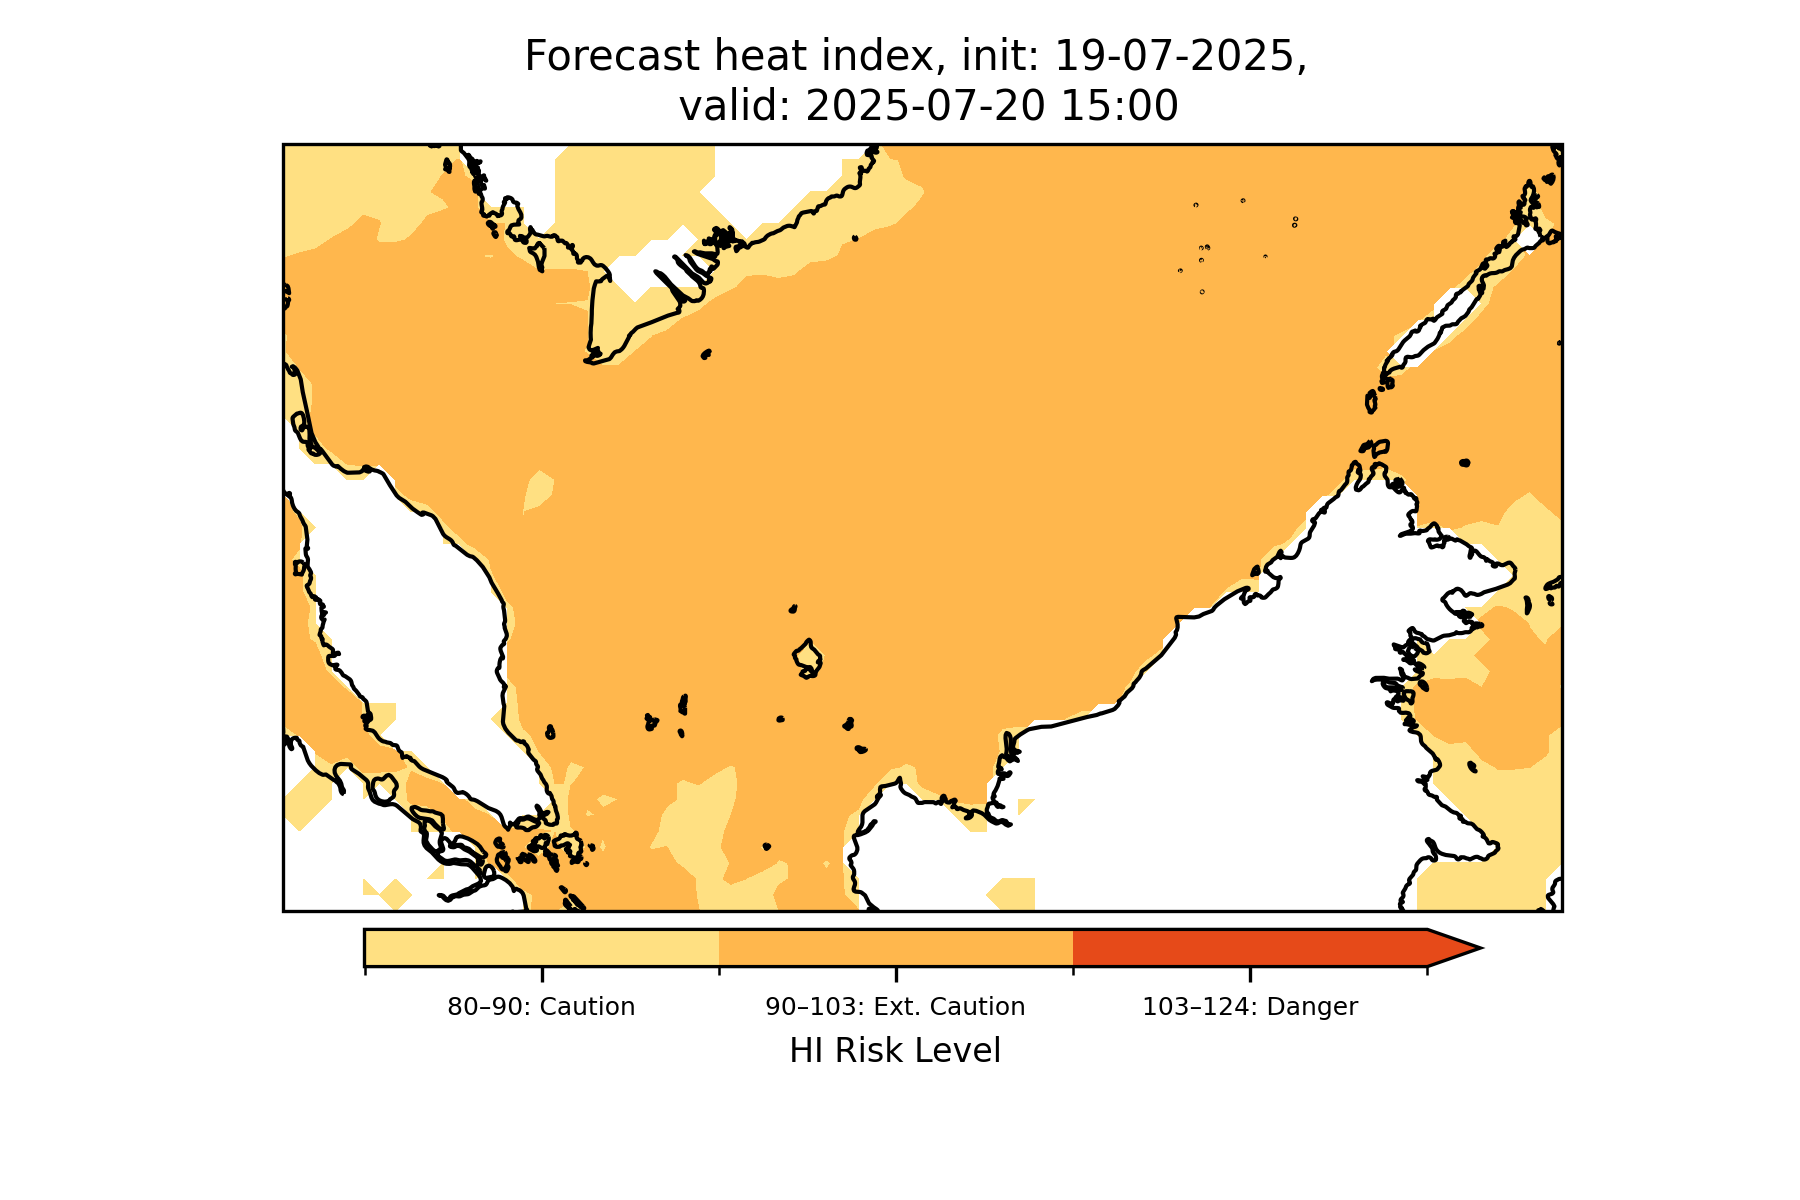 Forecast heat index, init: 19-07-2025,
valid: 2025-07-20 15:00
80–90: Caution
90–103: Ext. Caution
103–124: Danger
HI Risk Level